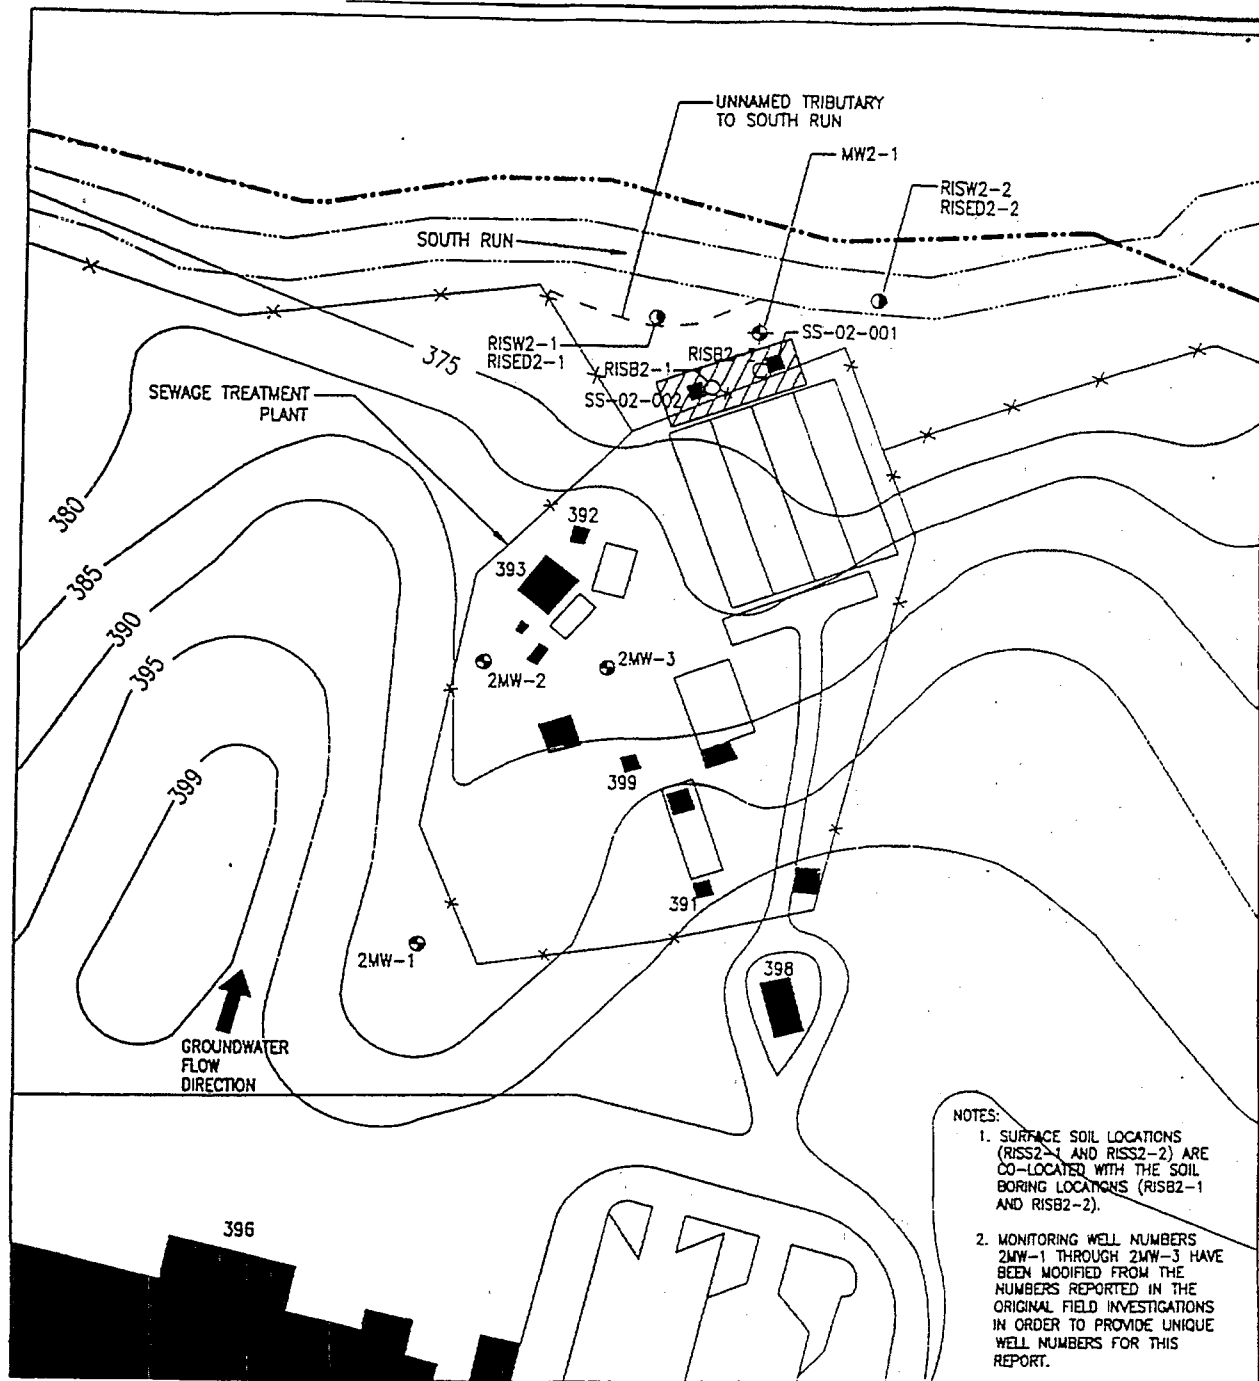 UNNAMED TRIBUTARY
TO SOUTH RUN
MW2-1
RISW2-2
RISED2-2
SOUTH RUN
RISW2-1
RISED2-1
375
SS-02-001
RISB2
RISB2-1
SS-02-002
SEWAGE TREATMENT
PLANT
380
392
393
385
390
395
2MW-2
2MW-3
399
399
391
2MW-1
398
GROUNDWATER
FLOW
DIRECTION
396
NOTES:
1. SURFACE SOIL LOCATIONS
(RISS2-1 AND RISS2-2) ARE
CO-LOCATED WITH THE SOIL
BORING LOCATIONS (RISB2-1
AND RISB2-2).
2. MONITORING WELL NUMBERS
2MW-1 THROUGH 2MW-3 HAVE
BEEN MODIFIED FROM THE
NUMBERS REPORTED IN THE
ORIGINAL FIELD INVESTIGATIONS
IN ORDER TO PROVIDE UNIQUE
WELL NUMBERS FOR THIS
REPORT.